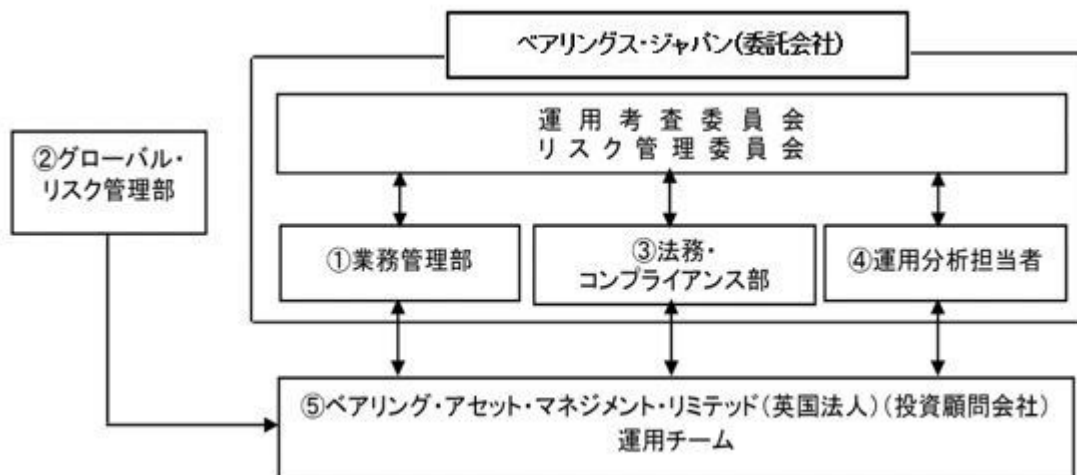 ベアリングス・ジャパン(委託会社)
運用考査委員会
リスク管理委員会
②グローバル・
リスク管理部
①業務管理部
③法務・
コンプライアンス部
④運用分析担当者
⑤ベアリング・アセット・マネジメント・リミテッド(英国法人)(投資顧問会社)
運用チーム